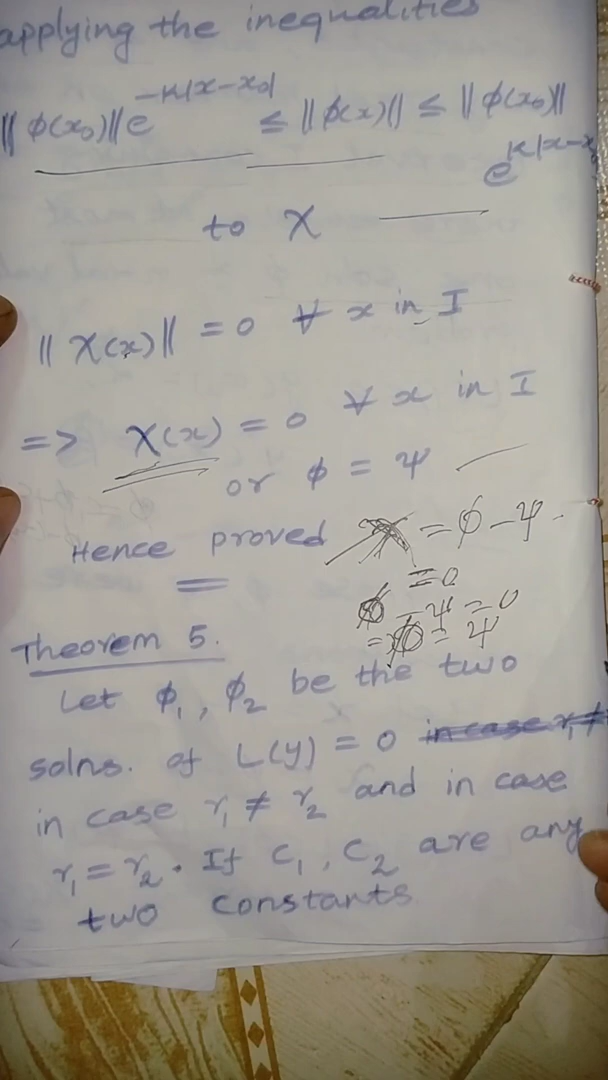 applying the inequalities
|| φ(x₀)|| e^{-k|x-x₀|} ≤ || φ(x)|| ≤ || φ(x₀)||
e^{k|x-x₀
to X
|| X(x)|| = 0 ∀ x in I
=> X(x) = 0 ∀ x in I
or φ = ψ
Hence proved
= φ - ψ
= 0
φ - ψ = 0
= φ = ψ
Theorem 5.
Let φ₁, φ₂ be the two
solns. of L(y) = 0 in case r₁ ≠
in case r₁ ≠ r₂ and in case
r₁ = r₂. If C₁, C₂ are any
two constants